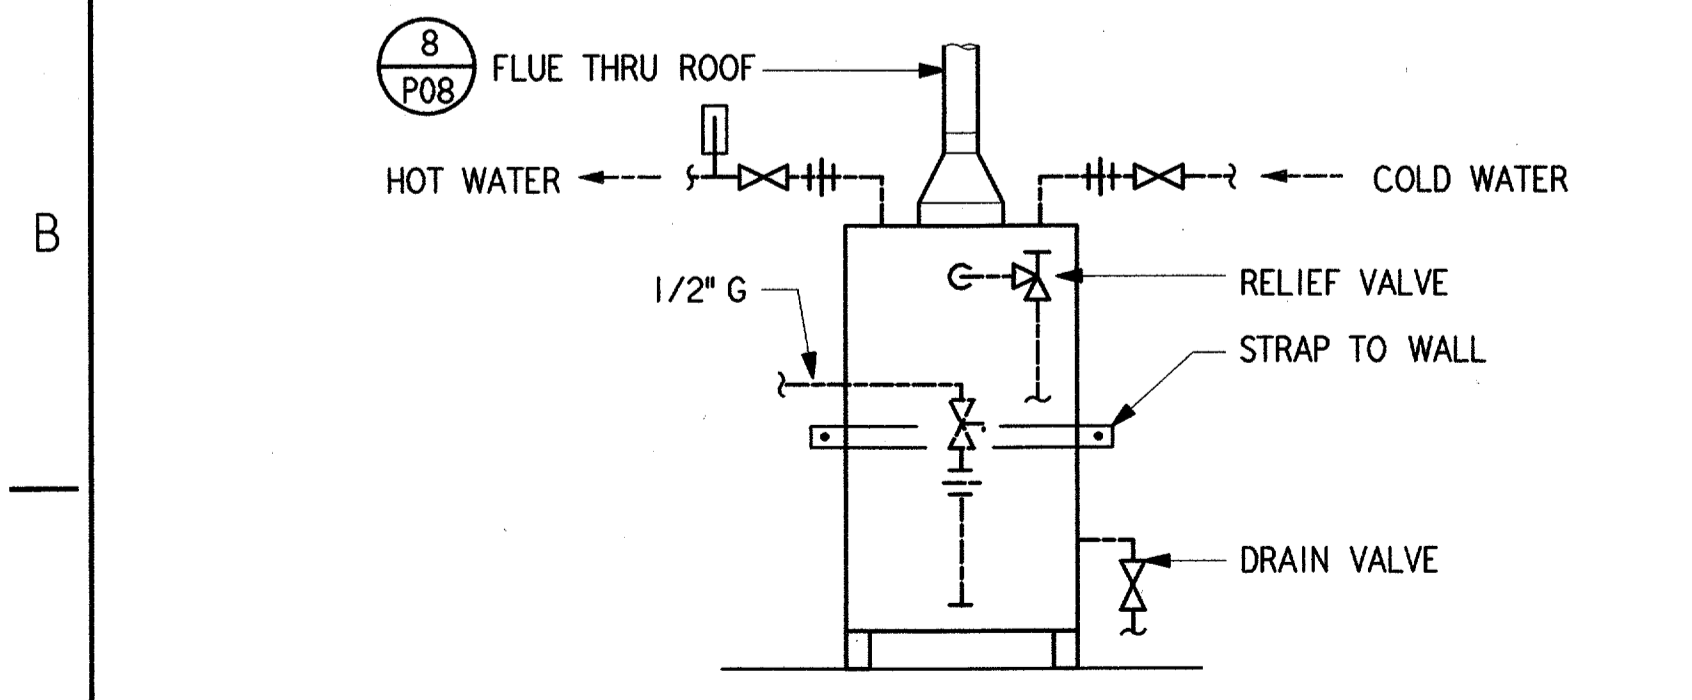 8
P08
FLUE THRU ROOF
HOT WATER
COLD WATER
B
1/2" G
RELIEF VALVE
STRAP TO WALL
DRAIN VALVE